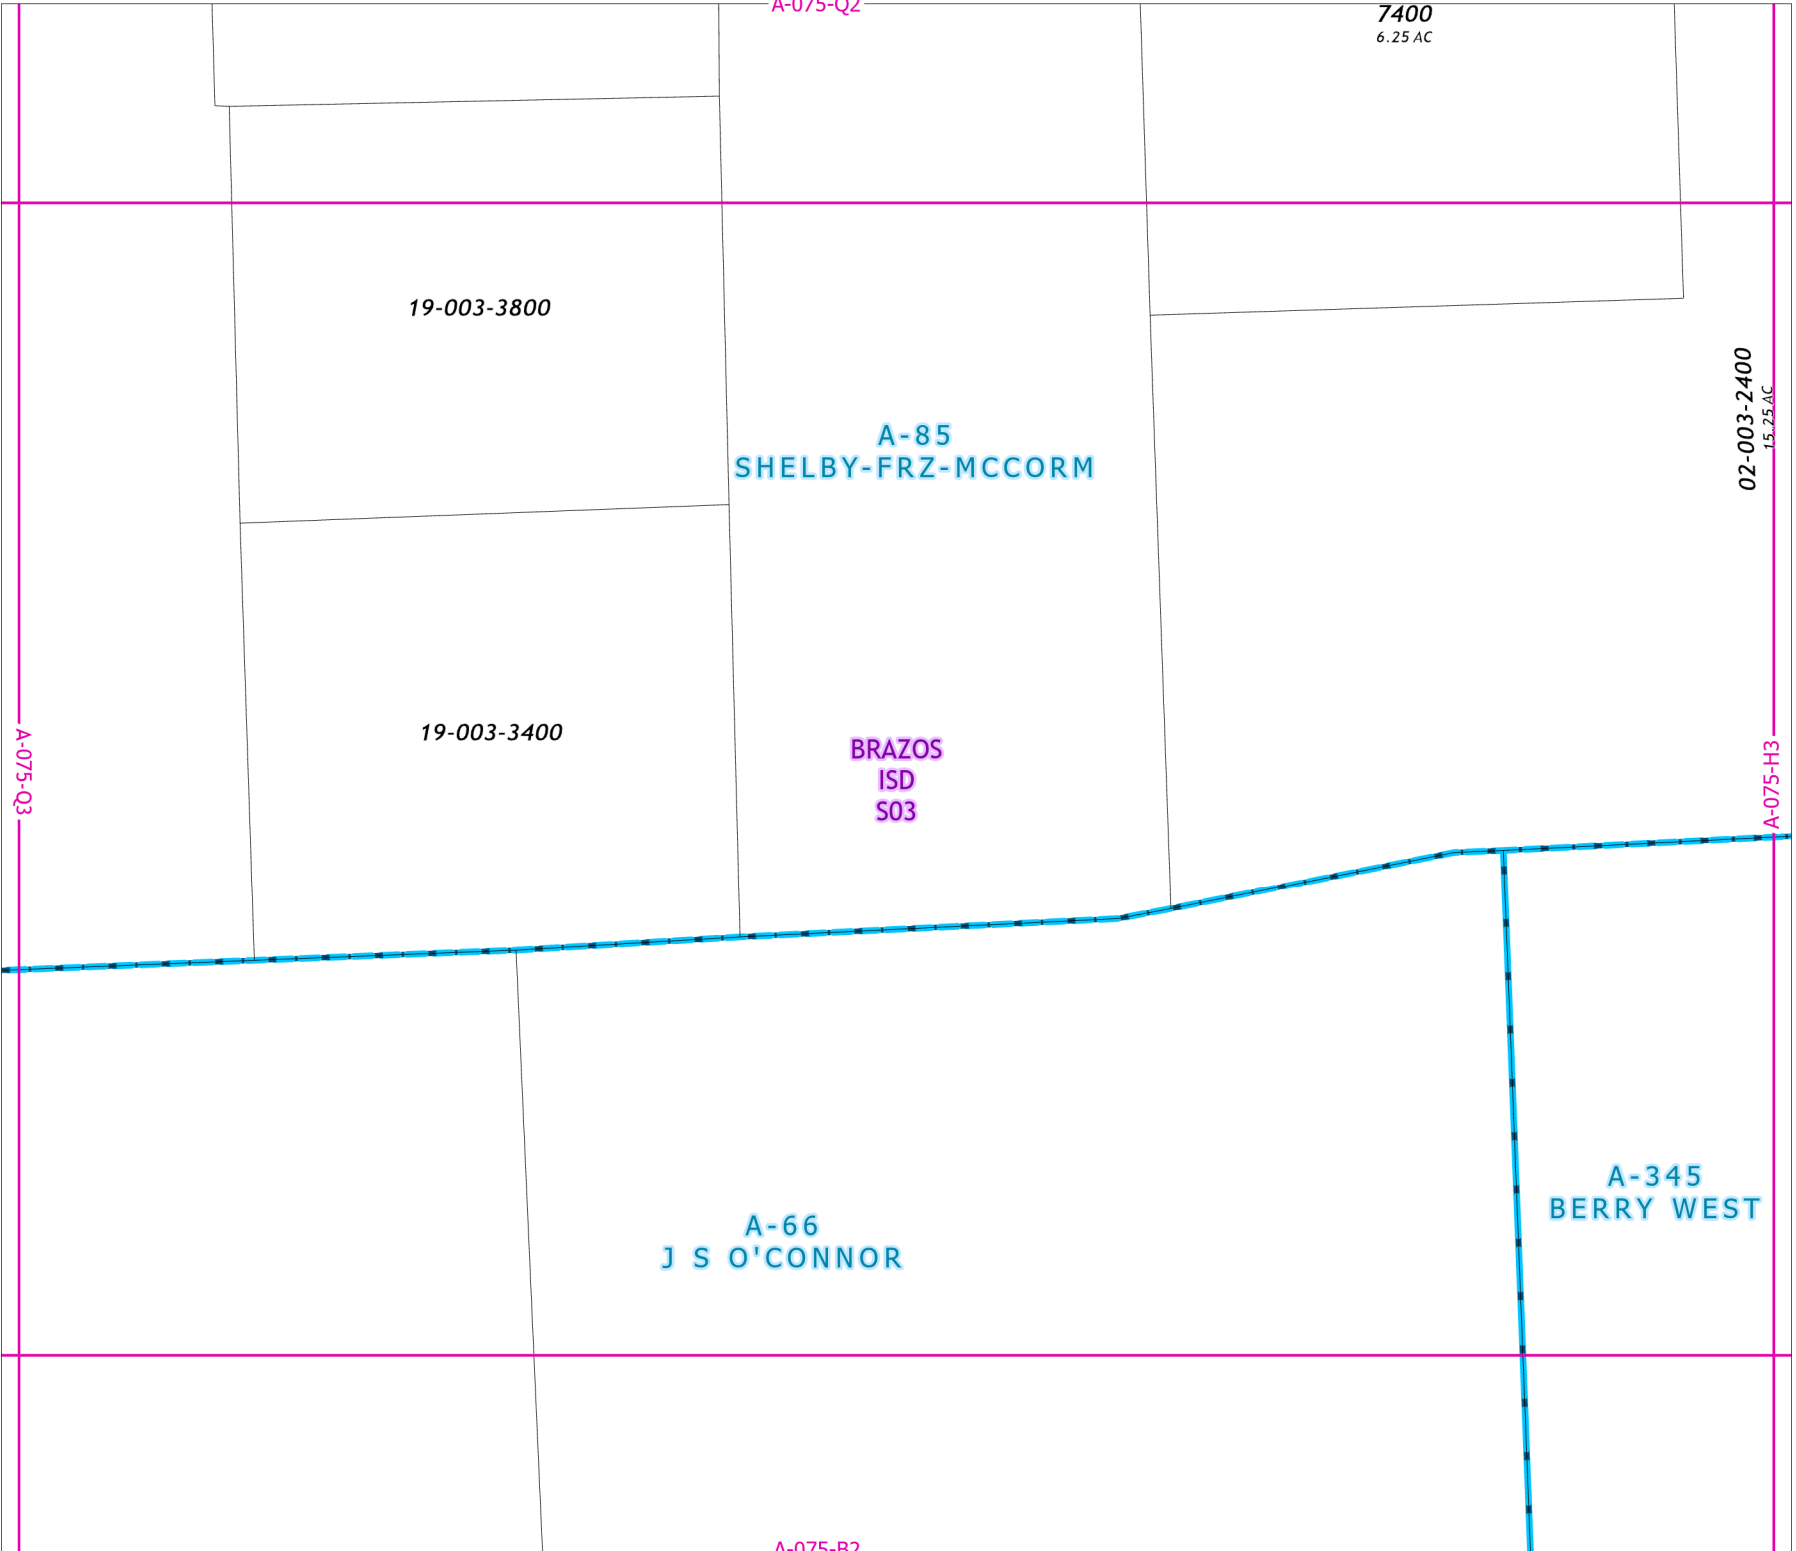 A-075-Q2
7400
6.25 AC
19-003-3800
02-003-2400
15.25 AC
A-85
SHELBY-FRZ-MCCORM
19-003-3400
BRAZOS
ISD
S03
A-075-Q3
A-075-H3
A-345
BERRY WEST
A-66
J S O'CONNOR
A-075-B2